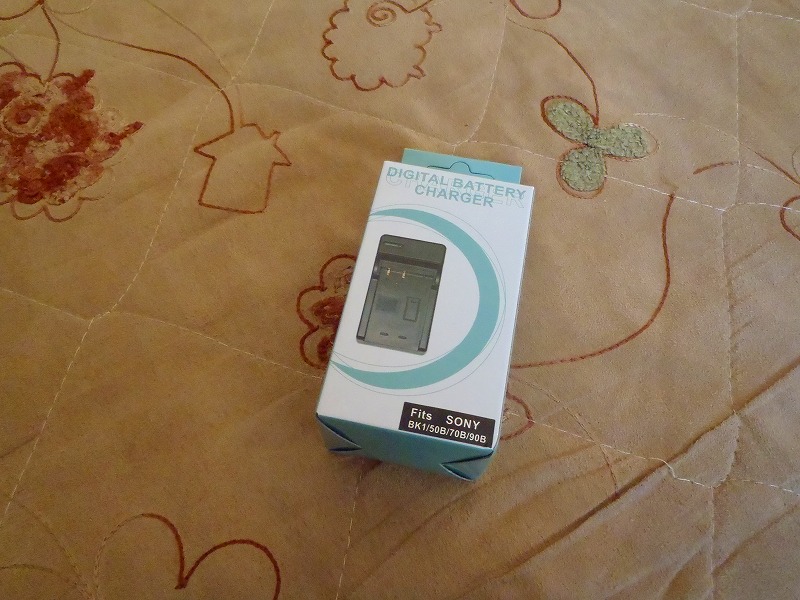 DIGITAL BATTERY
CHARGER
Fits SONY
BK1/50B/70B/90B